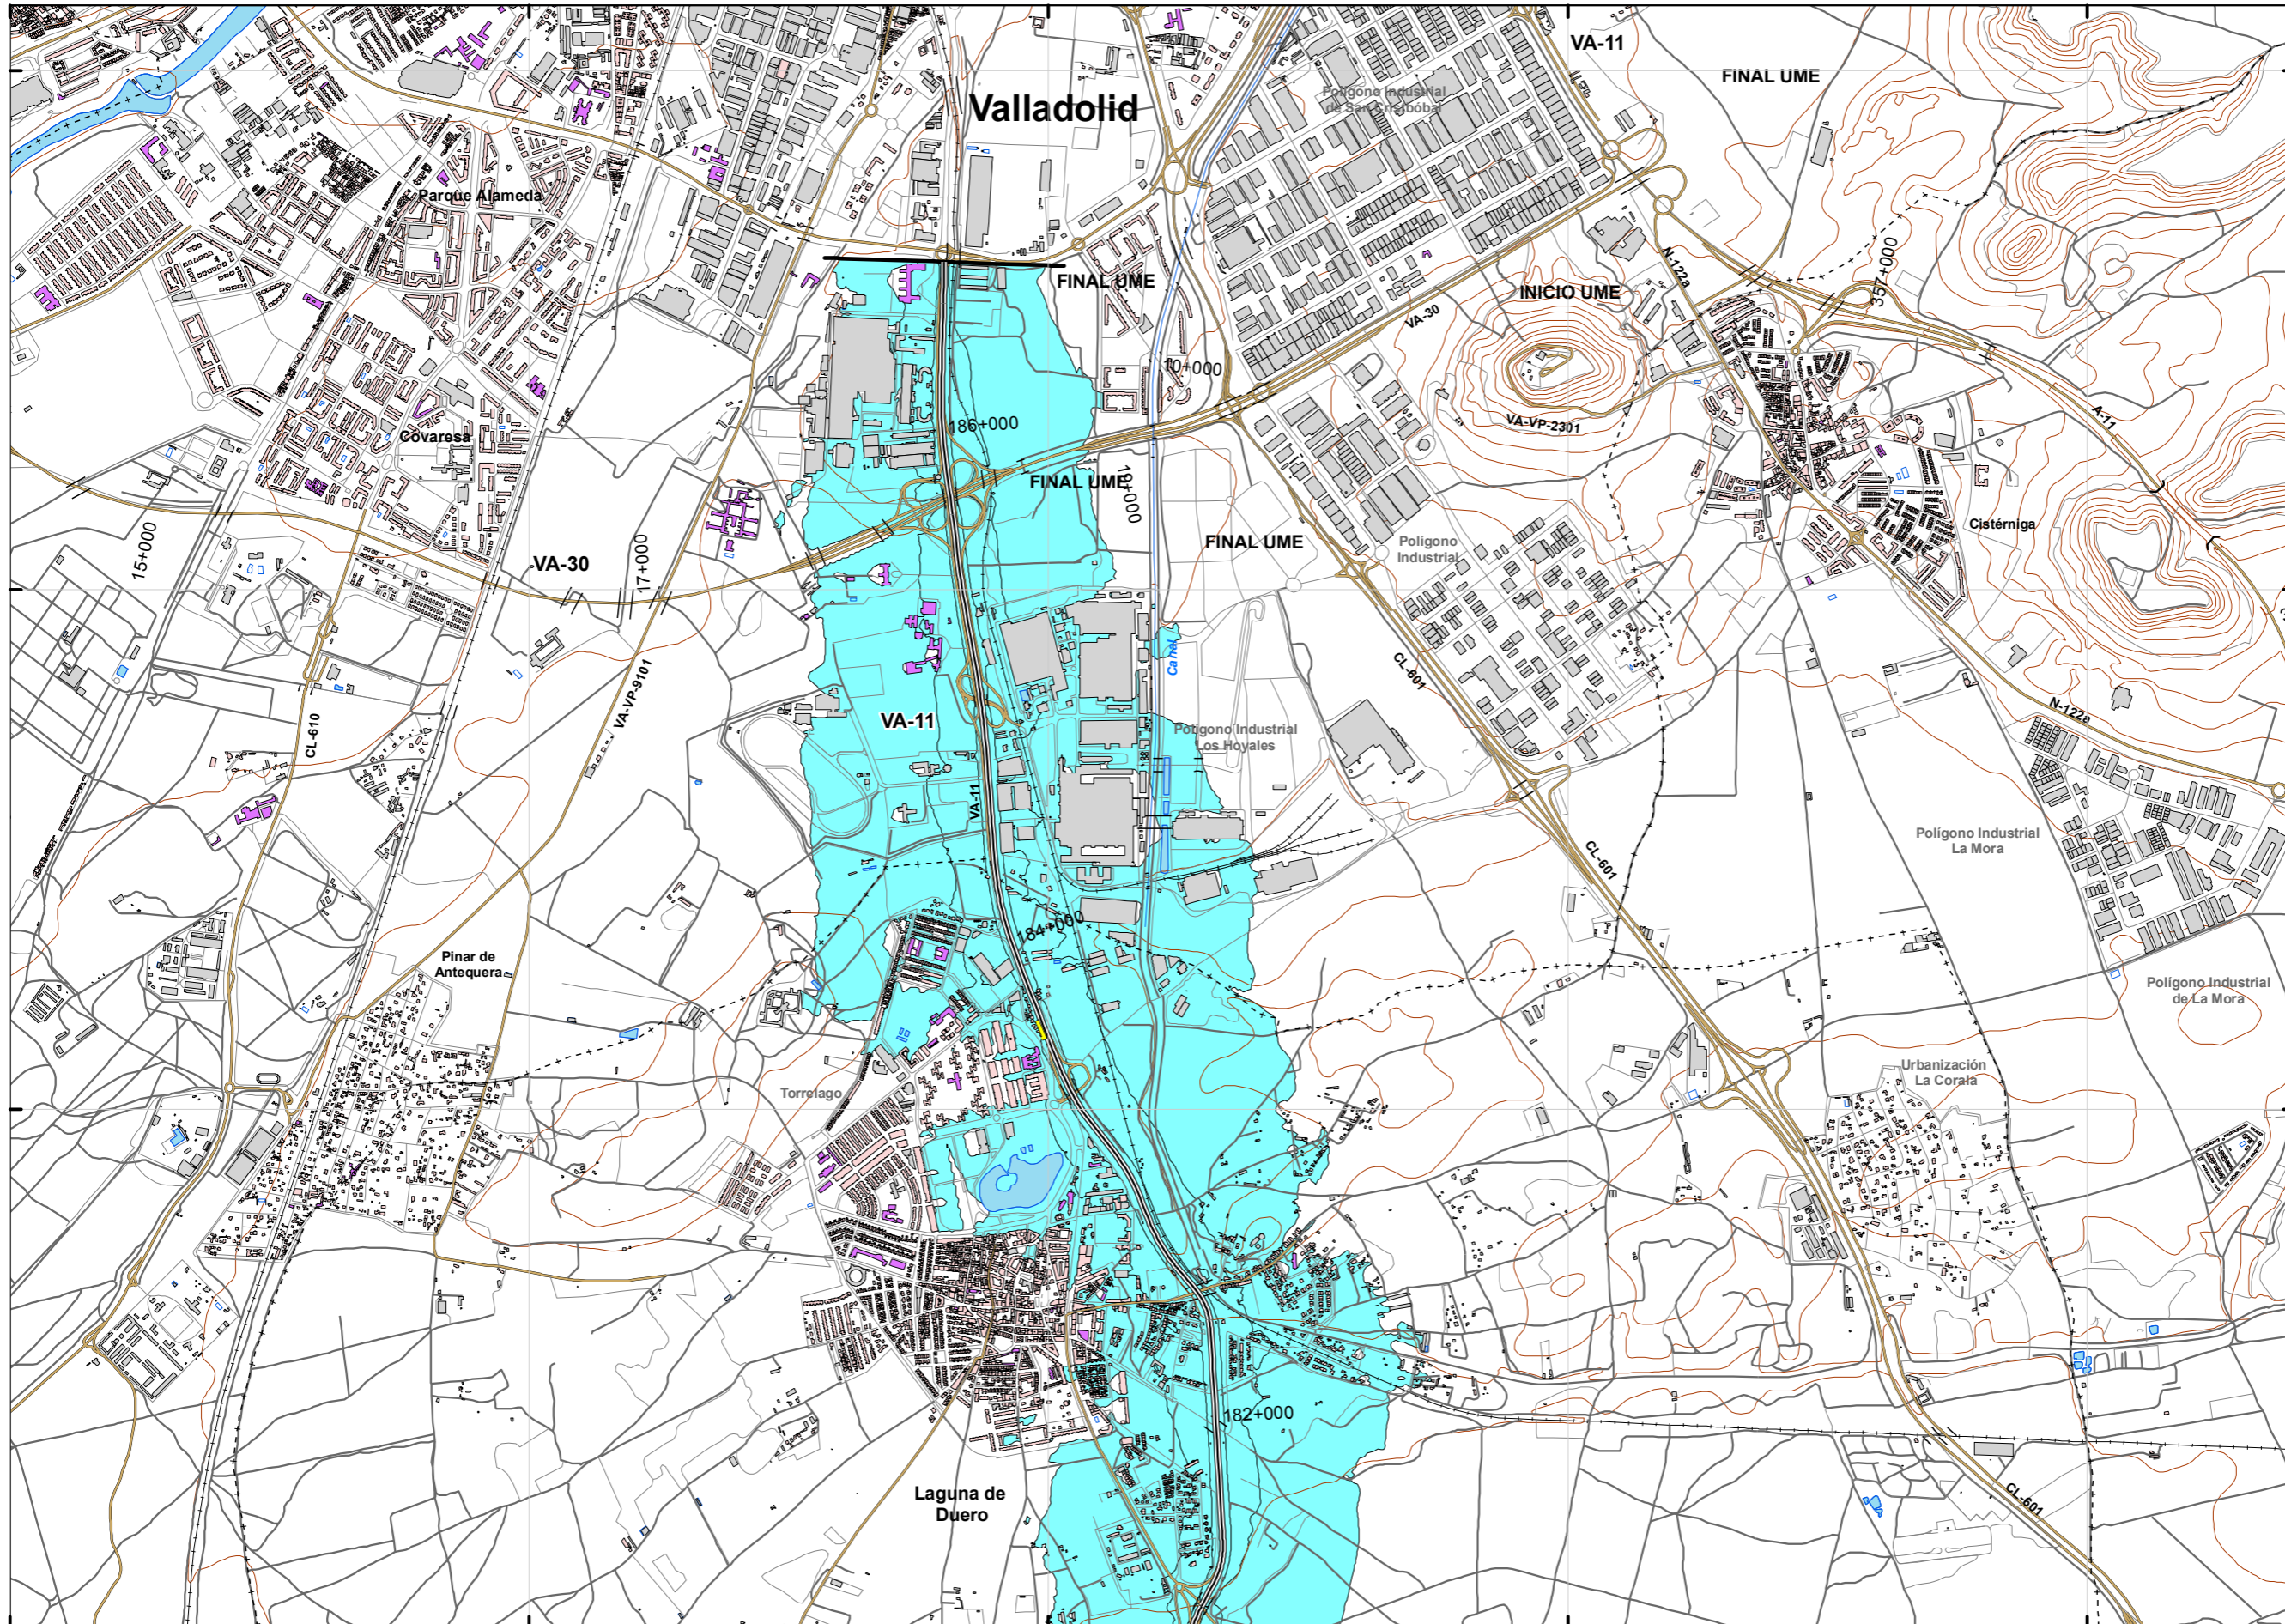 VA-11
FINAL UME
Valladolid
Polígono Industrial
de San Cristóbal
Parque Alameda
N-122a
357+000
FINAL UME
INICIO UME
VA-30
10+000
A-11
186+000
VA-VP-2301
Covaresa
FINAL UME
10+000
Cistérniga
15+000
VA-30
17+000
FINAL UME
Polígono
Industrial
Canal
CL-601
VA-VP-9101
CL-610
VA-11
N-122a
Polígono Industrial
Los Hoyales
VA-11
Polígono Industrial
La Mora
CL-601
184+000
Pinar de
Antequera
Polígono Industrial
de La Mora
Torrelago
Urbanización
La Corala
182+000
Laguna de
Duero
CL-601